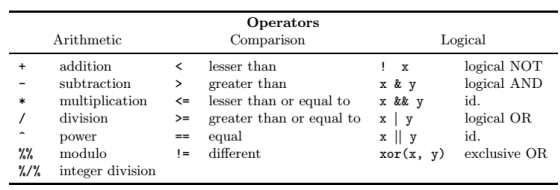 Operators
Arithmetic Comparison Logical
+ addition < lesser than ! x logical NOT
- subtraction > greater than x & y logical AND
* multiplication <= lesser than or equal to x && y id.
/ division >= greater than or equal to x | y logical OR
^ power == equal x || y id.
%% modulo != different xor(x, y) exclusive OR
%/% integer division